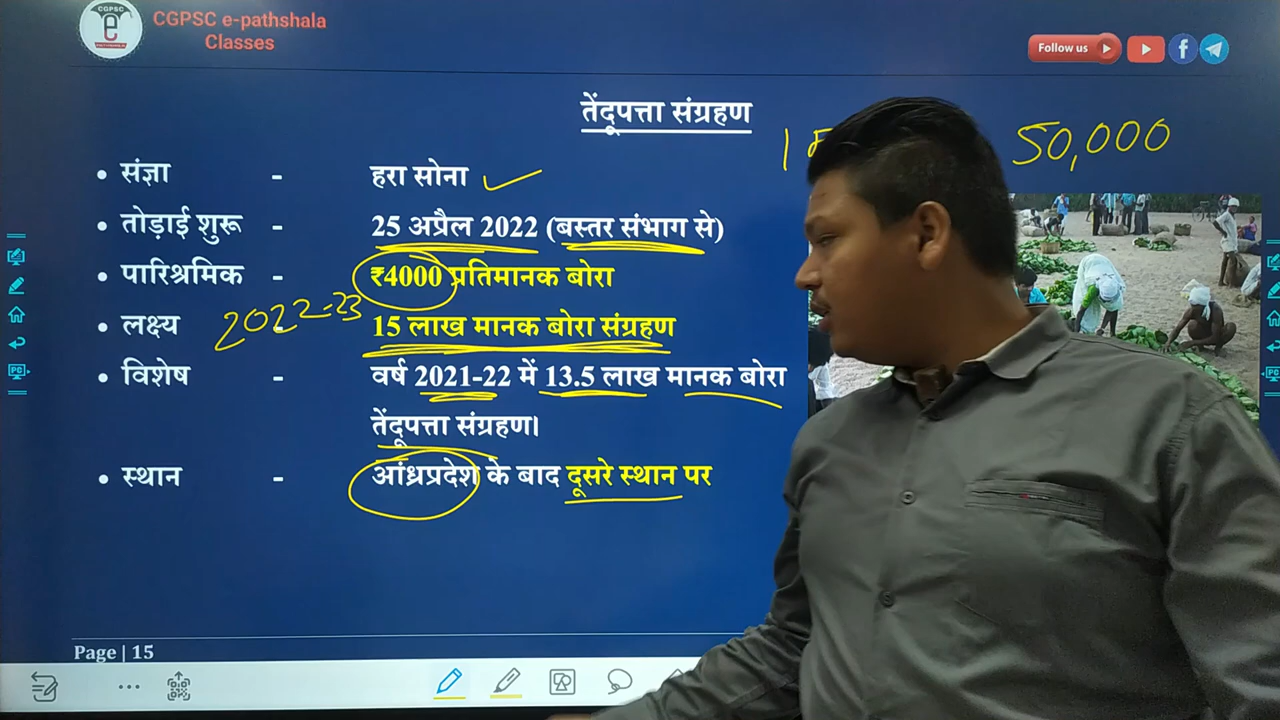 CGPSC
e
CGPSC e-pathshala
Classes
Follow us
तेंदूपत्ता संग्रहण
50,000
• संज्ञा - हरा सोना
• तोड़ाई शुरू - 25 अप्रैल 2022 (बस्तर संभाग से)
• पारिश्रमिक - ₹4000 प्रतिमानक बोरा
2022-23
• लक्ष्य - 15 लाख मानक बोरा संग्रहण
• विशेष - वर्ष 2021-22 में 13.5 लाख मानक बोरा
तेंदूपत्ता संग्रहण।
• स्थान - आंध्रप्रदेश के बाद दूसरे स्थान पर
Page | 15